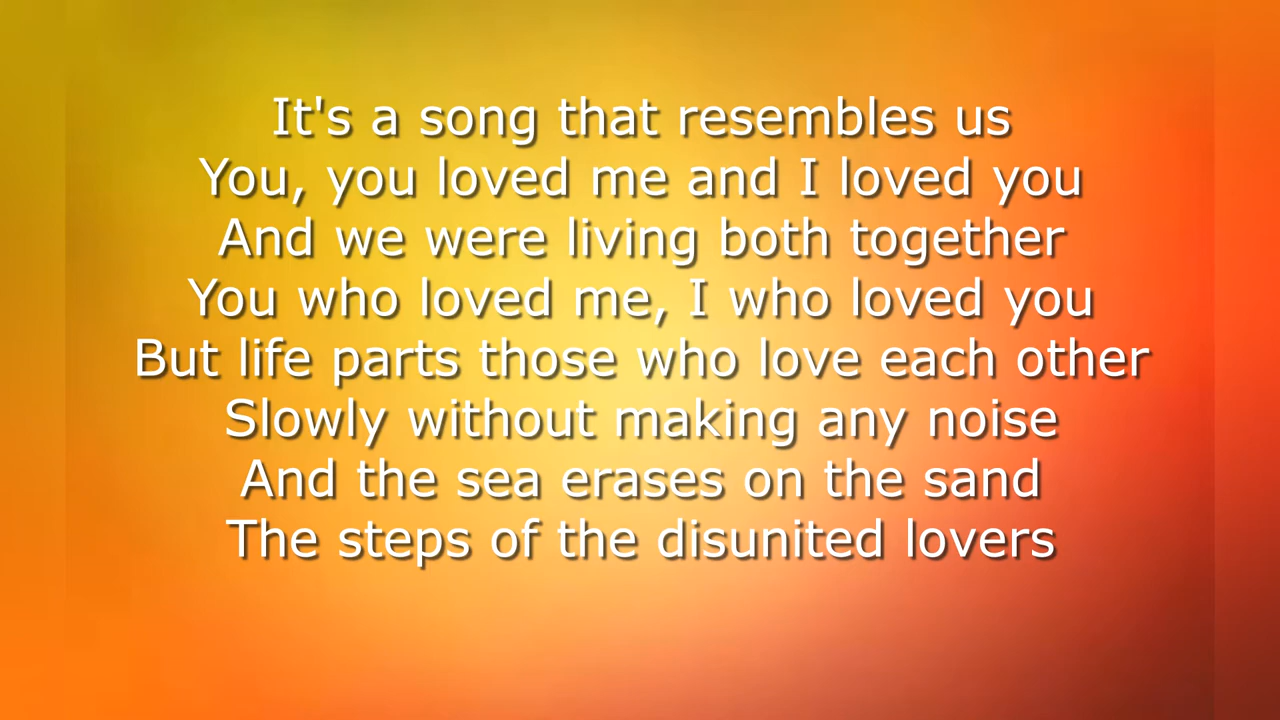 It's a song that resembles us
You, you loved me and I loved you
And we were living both together
You who loved me, I who loved you
But life parts those who love each other
Slowly without making any noise
And the sea erases on the sand
The steps of the disunited lovers